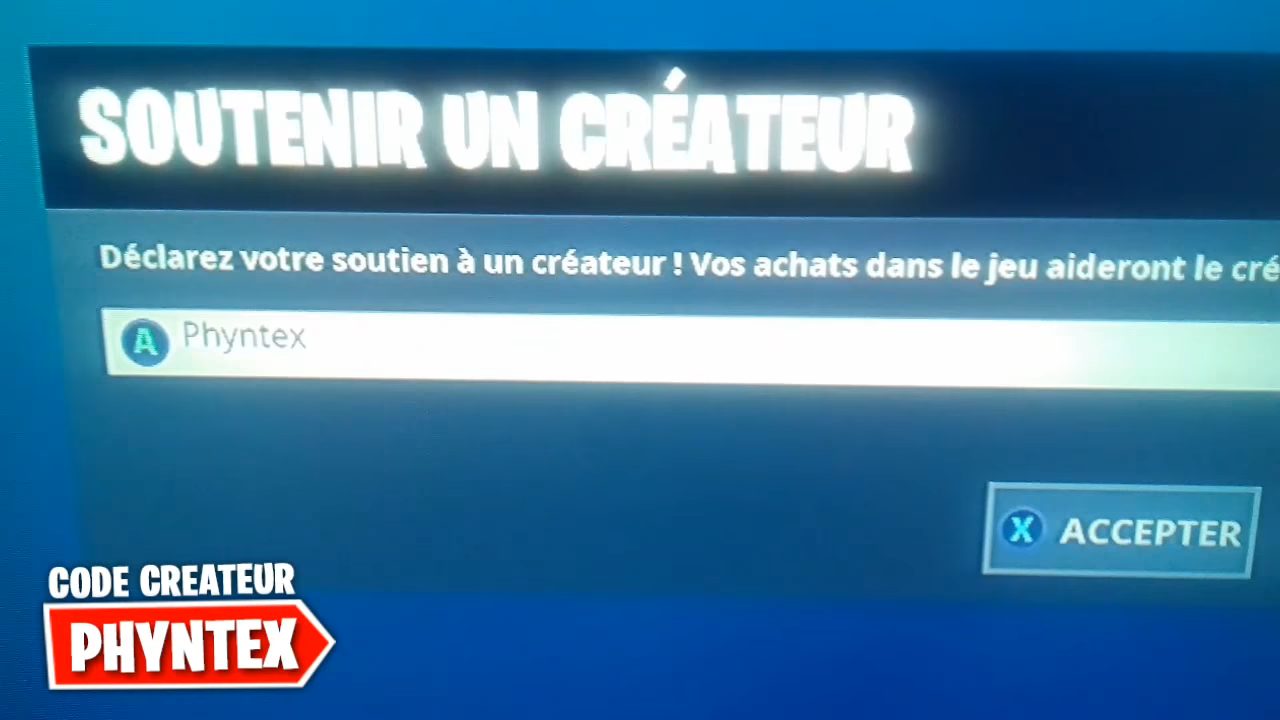 SOUTENIR UN CRÉATEUR
Déclarez votre soutien à un créateur ! Vos achats dans le jeu aideront le cré
A Phyntex
X ACCEPTER
CODE CREATEUR
PHYNTEX